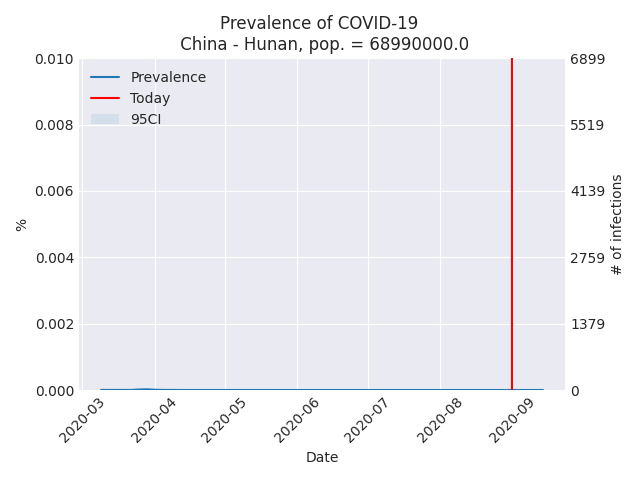 Prevalence of COVID-19
China - Hunan, pop. = 68990000.0
Prevalence
Today
95CI
%
0.010
0.008
0.006
0.004
0.002
0.000
6899
5519
4139
2759
1379
0
# of infections
2020-03
2020-04
2020-05
2020-06
2020-07
2020-08
2020-09
Date